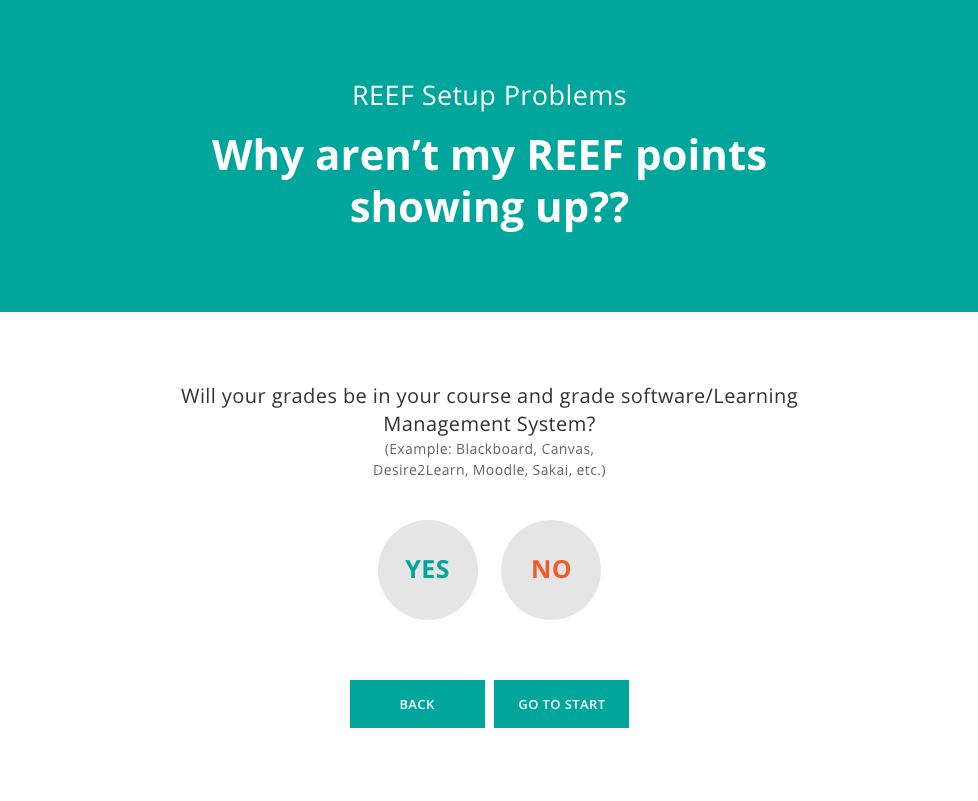 REEF Setup Problems
Why aren’t my REEF points
showing up??
Will your grades be in your course and grade software/Learning
Management System?
(Example: Blackboard, Canvas,
Desire2Learn, Moodle, Sakai, etc.)
YES NO
BACK GO TO START